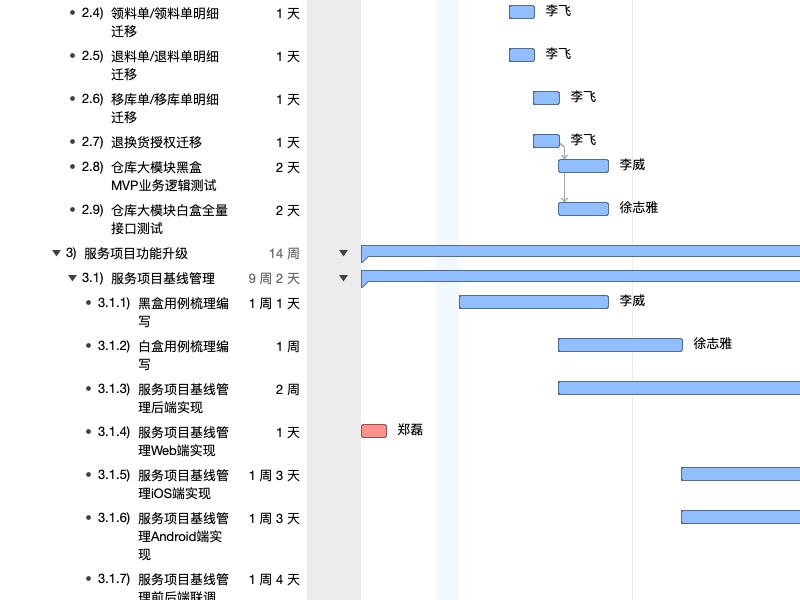 2.4) 领料单/领料单明细 1 天 李飞
迁移
2.5) 退料单/退料单明细 1 天 李飞
迁移
2.6) 移库单/移库单明细 1 天 李飞
迁移
2.7) 退换货授权迁移 1 天 李飞
2.8) 仓库大模块黑盒 2 天 李威
MVP业务逻辑测试
2.9) 仓库大模块白盒全量 2 天 徐志雅
接口测试
3) 服务项目功能升级 14 周
3.1) 服务项目基线管理 9 周 2 天
3.1.1) 黑盒用例梳理编 1 周 1 天 李威
写
3.1.2) 白盒用例梳理编 1 周 徐志雅
写
3.1.3) 服务项目基线管 2 周
理后端实现
3.1.4) 服务项目基线管 1 天 郑磊
理Web端实现
3.1.5) 服务项目基线管 1 周 3 天
理iOS端实现
3.1.6) 服务项目基线管 1 周 3 天
理Android端实
现
3.1.7) 服务项目基线管 1 周 4 天
理前后端联调